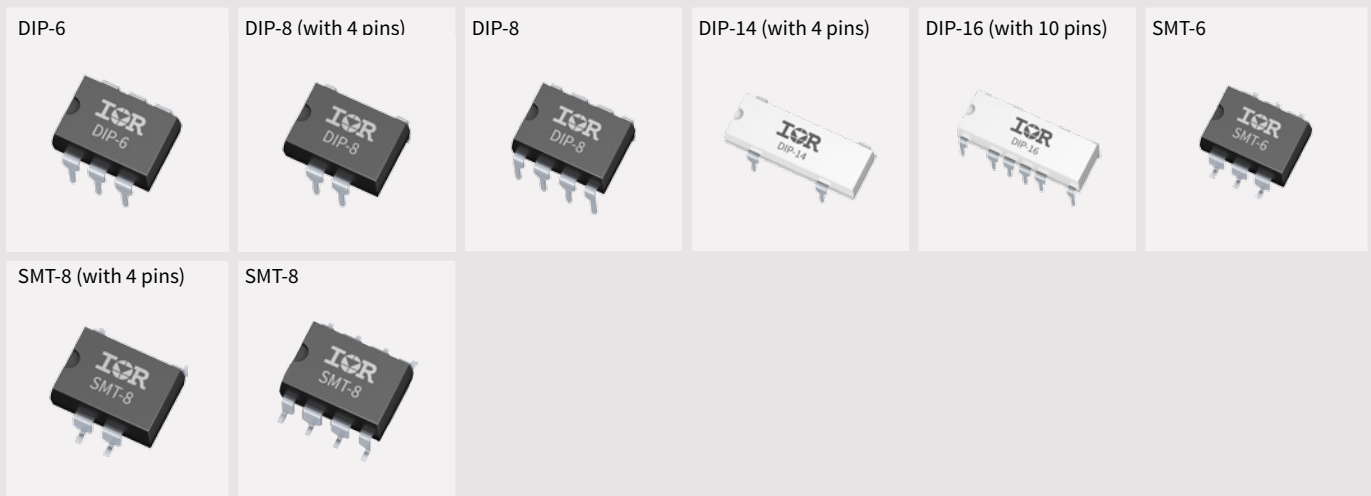 DIP-6
DIP-8 (with 4 pins)
DIP-8
DIP-14 (with 4 pins)
DIP-16 (with 10 pins)
SMT-6
IOR
DIP-6
IOR
DIP-8
IOR
DIP-8
IOR
DIP-14
IOR
DIP-16
IOR
SMT-6
SMT-8 (with 4 pins)
SMT-8
IOR
SMT-8
IOR
SMT-8